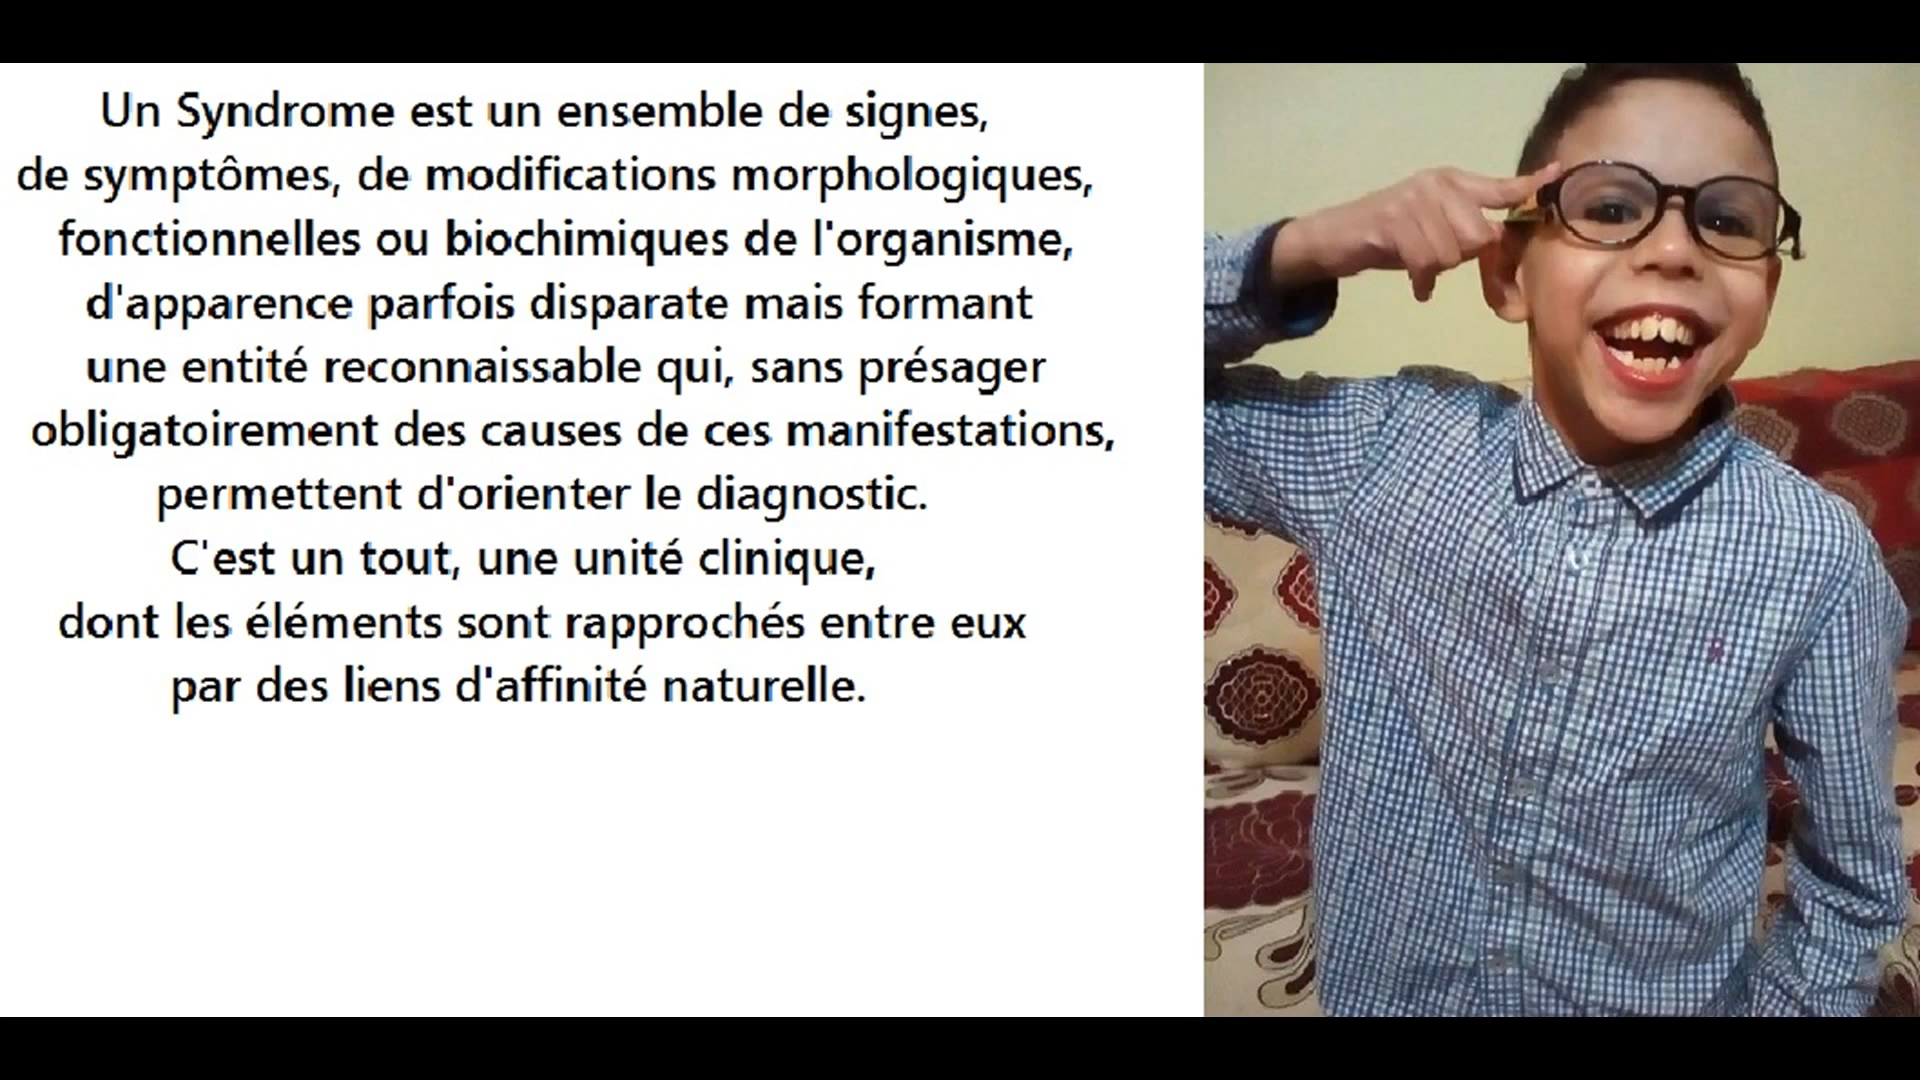 Un Syndrome est un ensemble de signes,
de symptômes, de modifications morphologiques,
fonctionnelles ou biochimiques de l'organisme,
d'apparence parfois disparate mais formant
une entité reconnaissable qui, sans présager
obligatoirement des causes de ces manifestations,
permettent d'orienter le diagnostic.
C'est un tout, une unité clinique,
dont les éléments sont rapprochés entre eux
par des liens d'affinité naturelle.